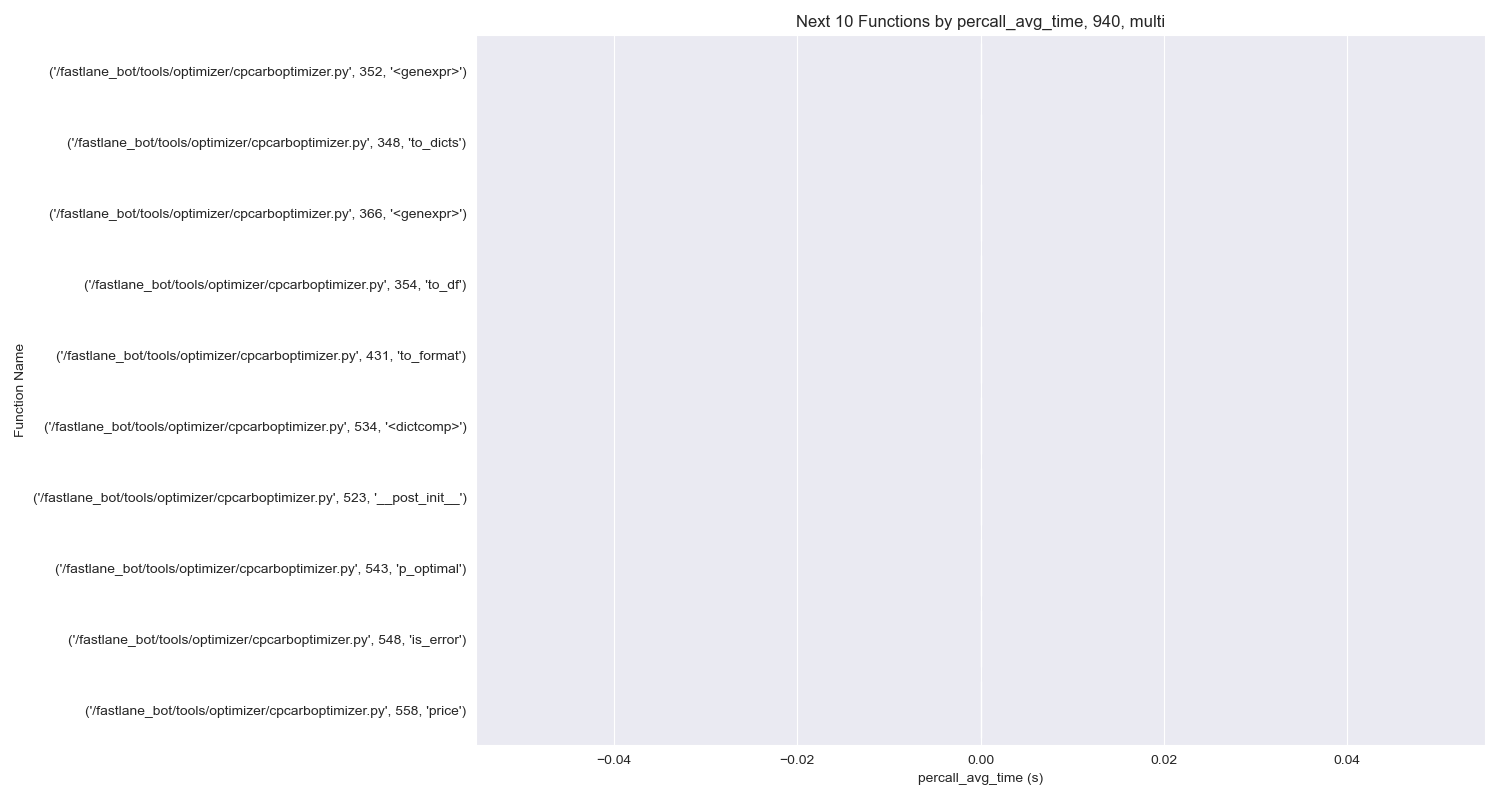 Next 10 Functions by percall_avg_time, 940, multi
('/fastlane_bot/tools/optimizer/cpcarboptimizer.py', 352, '<genexpr>')
('/fastlane_bot/tools/optimizer/cpcarboptimizer.py', 348, 'to_dicts')
('/fastlane_bot/tools/optimizer/cpcarboptimizer.py', 366, '<genexpr>')
('/fastlane_bot/tools/optimizer/cpcarboptimizer.py', 354, 'to_df')
('/fastlane_bot/tools/optimizer/cpcarboptimizer.py', 431, 'to_format')
('/fastlane_bot/tools/optimizer/cpcarboptimizer.py', 534, '<dictcomp>')
('/fastlane_bot/tools/optimizer/cpcarboptimizer.py', 523, '__post_init__')
('/fastlane_bot/tools/optimizer/cpcarboptimizer.py', 543, 'p_optimal')
('/fastlane_bot/tools/optimizer/cpcarboptimizer.py', 548, 'is_error')
('/fastlane_bot/tools/optimizer/cpcarboptimizer.py', 558, 'price')
Function Name
−0.04 −0.02 0.00 0.02 0.04
percall_avg_time (s)